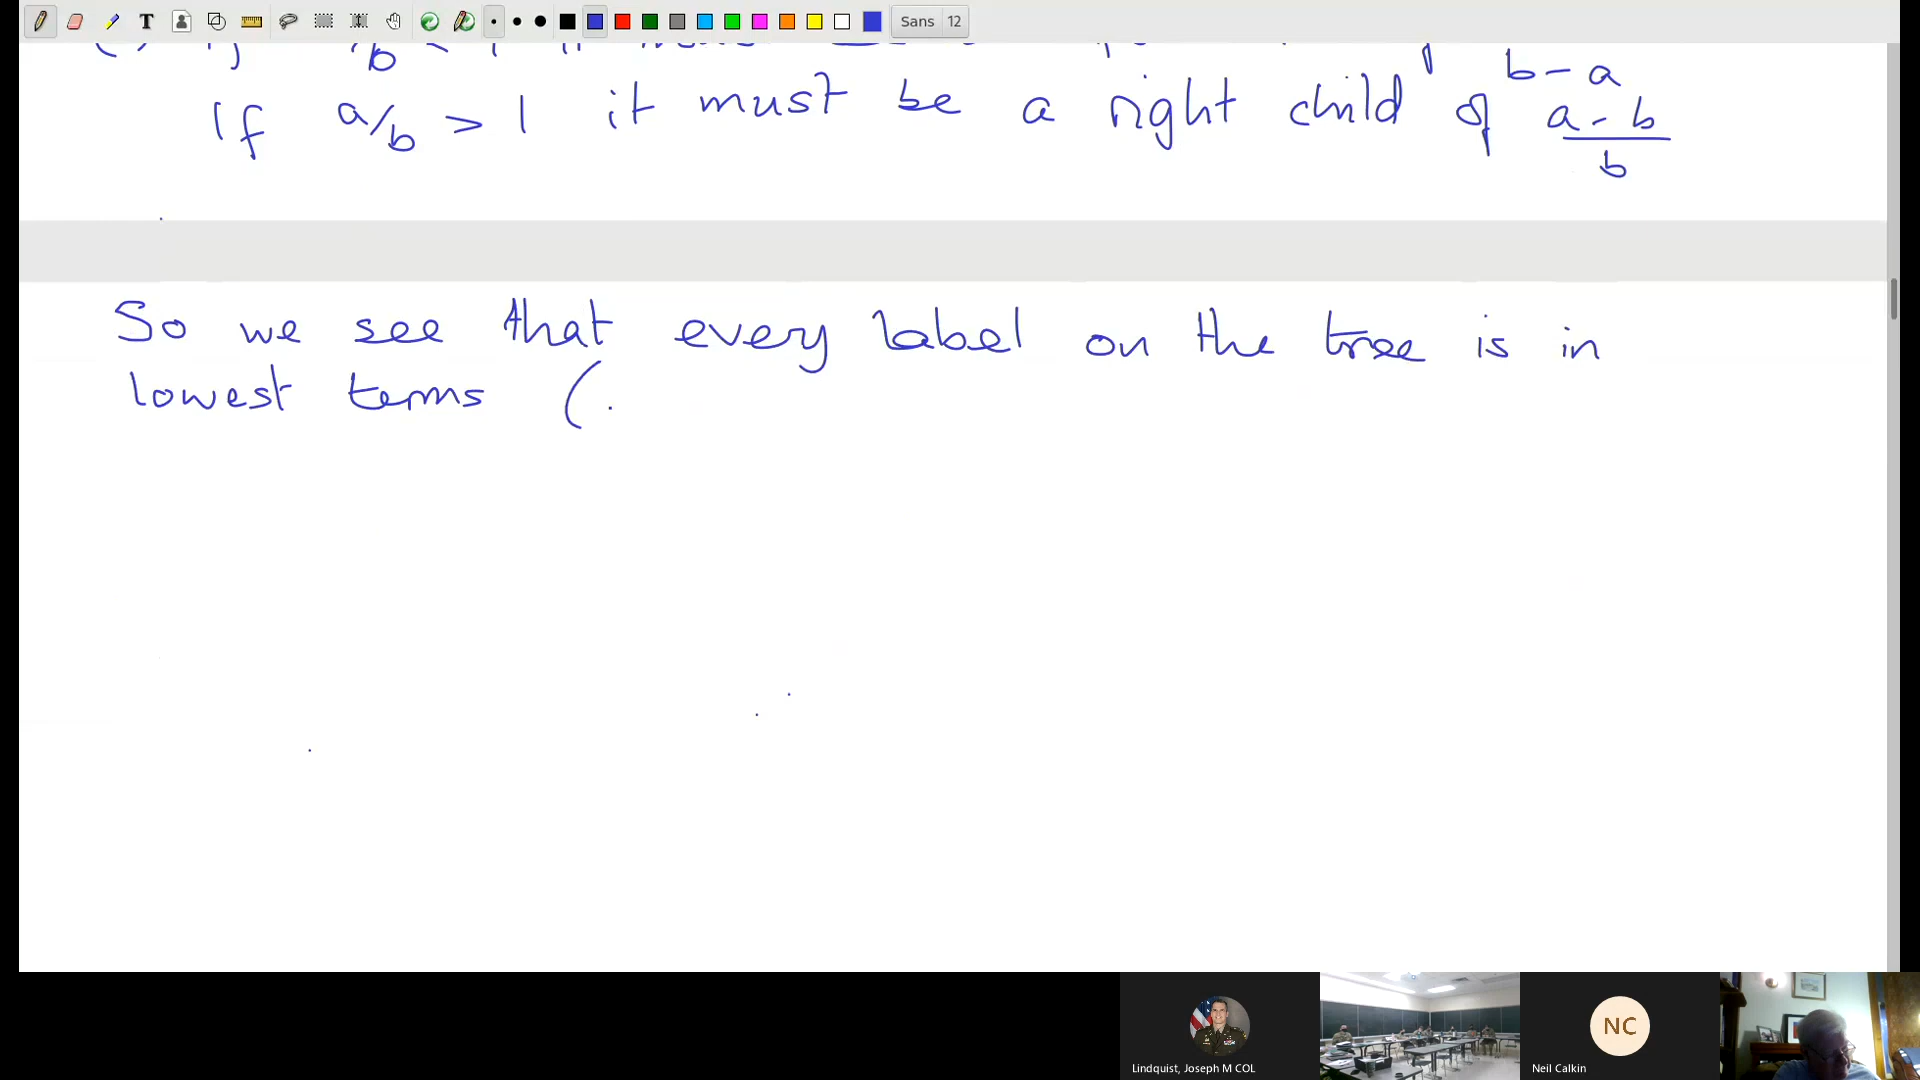 T Sans 12
b - a
If a/b > 1 it must be a right child of a - b
b
So we see that every label on the tree is in
lowest terms (
Lindquist, Joseph M COL
NC
Neil Calkin